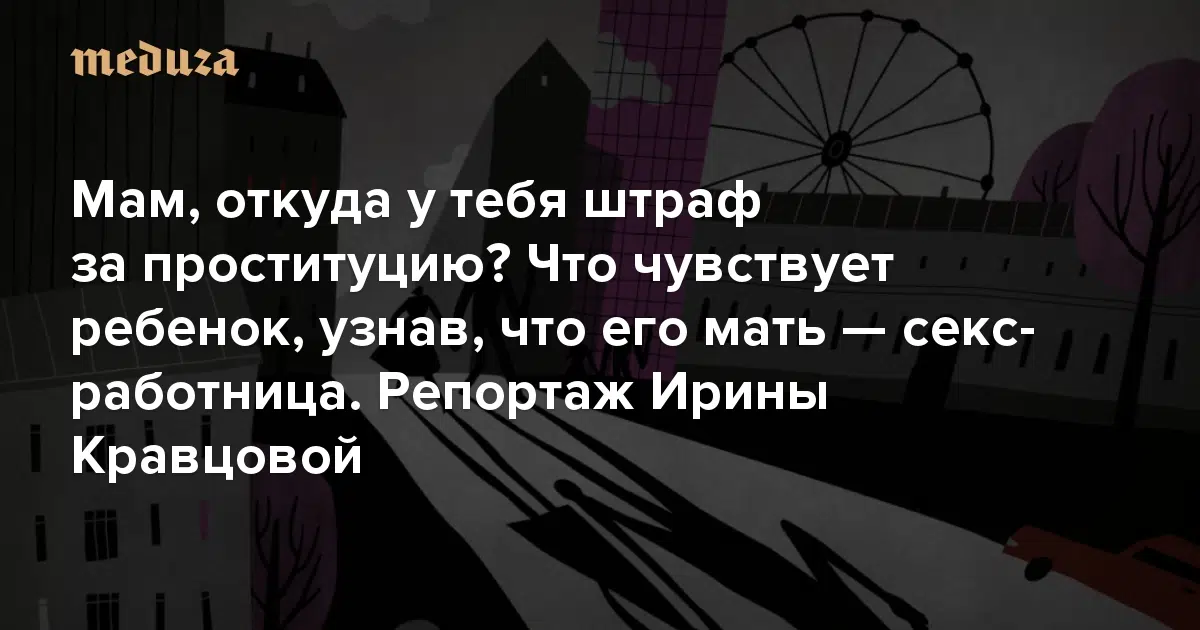 meduza
Мам, откуда у тебя штраф
за проституцию? Что чувствует
ребенок, узнав, что его мать — секс-
работница. Репортаж Ирины
Кравцовой